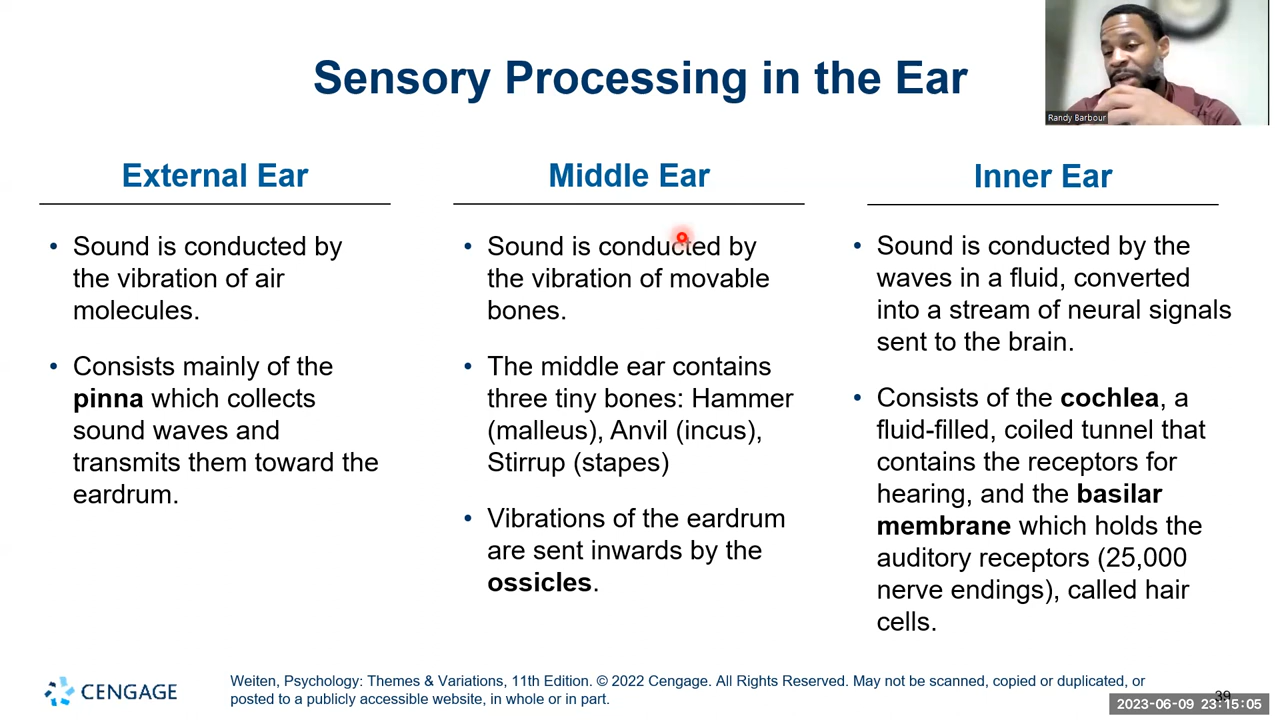 Sensory Processing in the Ear
Randy Barbour
External Ear
• Sound is conducted by
the vibration of air
molecules.
• Consists mainly of the
pinna which collects
sound waves and
transmits them toward the
eardrum.
Middle Ear
• Sound is conducted by
the vibration of movable
bones.
• The middle ear contains
three tiny bones: Hammer
(malleus), Anvil (incus),
Stirrup (stapes)
• Vibrations of the eardrum
are sent inwards by the
ossicles.
Inner Ear
• Sound is conducted by the
waves in a fluid, converted
into a stream of neural signals
sent to the brain.
• Consists of the cochlea, a
fluid-filled, coiled tunnel that
contains the receptors for
hearing, and the basilar
membrane which holds the
auditory receptors (25,000
nerve endings), called hair
cells.
CENGAGE
Weiten, Psychology: Themes & Variations, 11th Edition. © 2022 Cengage. All Rights Reserved. May not be scanned, copied or duplicated, or
posted to a publicly accessible website, in whole or in part.
39
2023-06-09 23:15:05